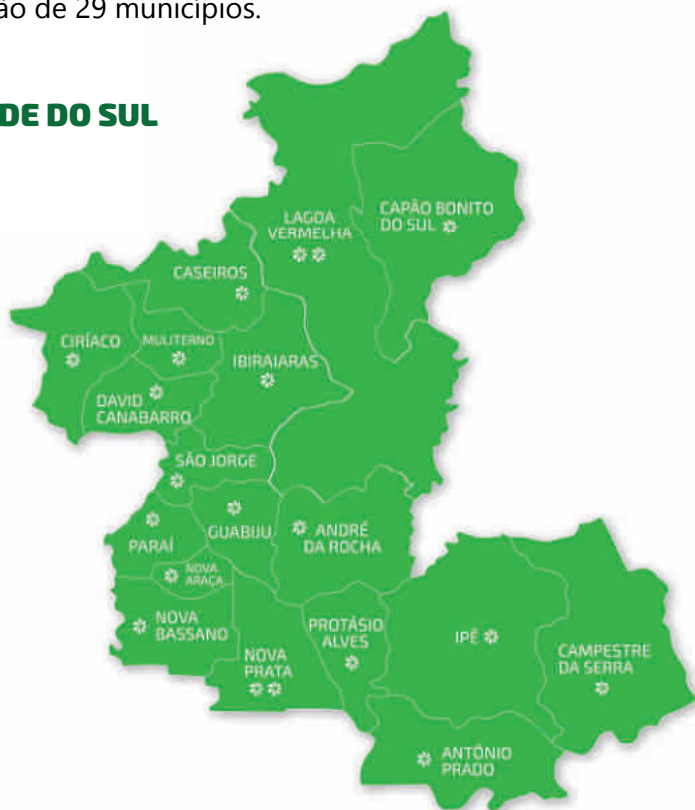 ão de 29 municípios.
DE DO SUL
CAPÃO BONITO
DO SUL
LAGOA
VERMELHA
CASEIROS
CIRÍACO
MULITERNO
IBIRAIARAS
DAVID
CANABARRO
SÃO JORGE
GUABIJU
ANDRÉ
DA ROCHA
PARAÍ
NOVA
ARAÇÁ
NOVA
BASSANO
PROTÁSIO
ALVES
IPÊ
CAMPESTRE
DA SERRA
NOVA
PRATA
ANTÔNIO
PRADO